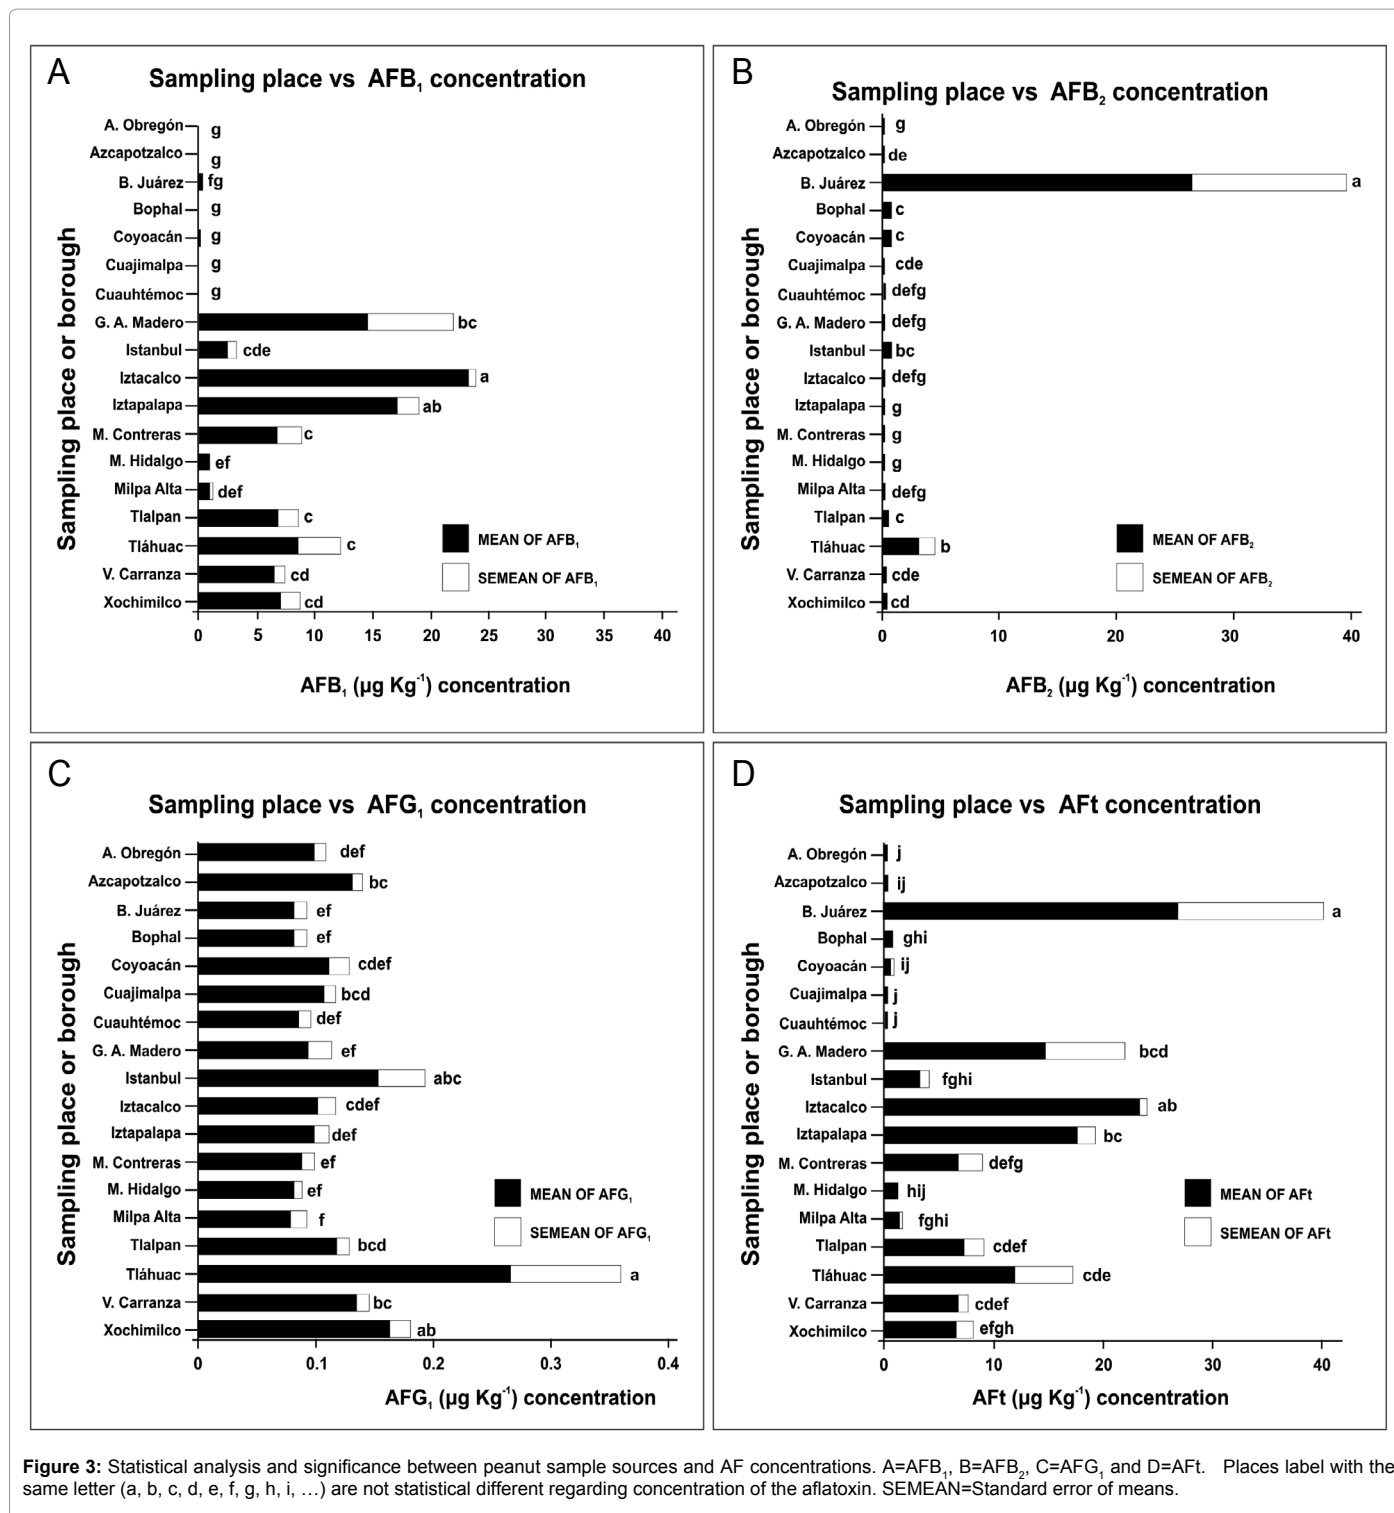 A
Sampling place vs AFB1 concentration
Sampling place or borough
A. Obregón g
Azcapotzalco g
B. Juárez fg
Bophal g
Coyoacán g
Cuajimalpa g
Cuauhtémoc g
G. A. Madero bc
Istanbul cde
Iztacalco a
Iztapalapa ab
M. Contreras c
M. Hidalgo ef
Milpa Alta def
Tlalpan c
Tláhuac c
V. Carranza cd
Xochimilco cd
MEAN OF AFB1
SEMEAN OF AFB1
0 5 10 15 20 25 30 35 40
AFB1 (µg Kg-1) concentration
B
Sampling place vs AFB2 concentration
Sampling place or borough
A. Obregón g
Azcapotzalco de
B. Juárez a
Bophal c
Coyoacán c
Cuajimalpa cde
Cuauhtémoc defg
G. A. Madero defg
Istanbul bc
Iztacalco defg
Iztapalapa g
M. Contreras g
M. Hidalgo g
Milpa Alta defg
Tlalpan c
Tláhuac b
V. Carranza cde
Xochimilco cd
MEAN OF AFB2
SEMEAN OF AFB2
0 10 20 30 40
AFB2 (µg Kg-1) concentration
C
Sampling place vs AFG1 concentration
Sampling place or borough
A. Obregón def
Azcapotzalco bc
B. Juárez ef
Bophal ef
Coyoacán cdef
Cuajimalpa bcd
Cuauhtémoc def
G. A. Madero ef
Istanbul abc
Iztacalco cdef
Iztapalapa def
M. Contreras ef
M. Hidalgo ef
Milpa Alta f
Tlalpan bcd
Tláhuac a
V. Carranza bc
Xochimilco ab
MEAN OF AFG1
SEMEAN OF AFG1
0 0.1 0.2 0.3 0.4
AFG1 (µg Kg-1) concentration
D
Sampling place vs AFt concentration
Sampling place or borough
A. Obregón j
Azcapotzalco ij
B. Juárez a
Bophal ghi
Coyoacán ij
Cuajimalpa j
Cuauhtémoc j
G. A. Madero bcd
Istanbul fghi
Iztacalco ab
Iztapalapa bc
M. Contreras defg
M. Hidalgo hij
Milpa Alta fghi
Tlalpan cdef
Tláhuac cde
V. Carranza cdef
Xochimilco efgh
MEAN OF AFt
SEMEAN OF AFt
0 10 20 30 40
AFt (µg Kg-1) concentration
Figure 3: Statistical analysis and significance between peanut sample sources and AF concentrations. A=AFB1, B=AFB2, C=AFG1 and D=AFt. Places label with the
same letter (a, b, c, d, e, f, g, h, i, ...) are not statistical different regarding concentration of the aflatoxin. SEMEAN=Standard error of means.